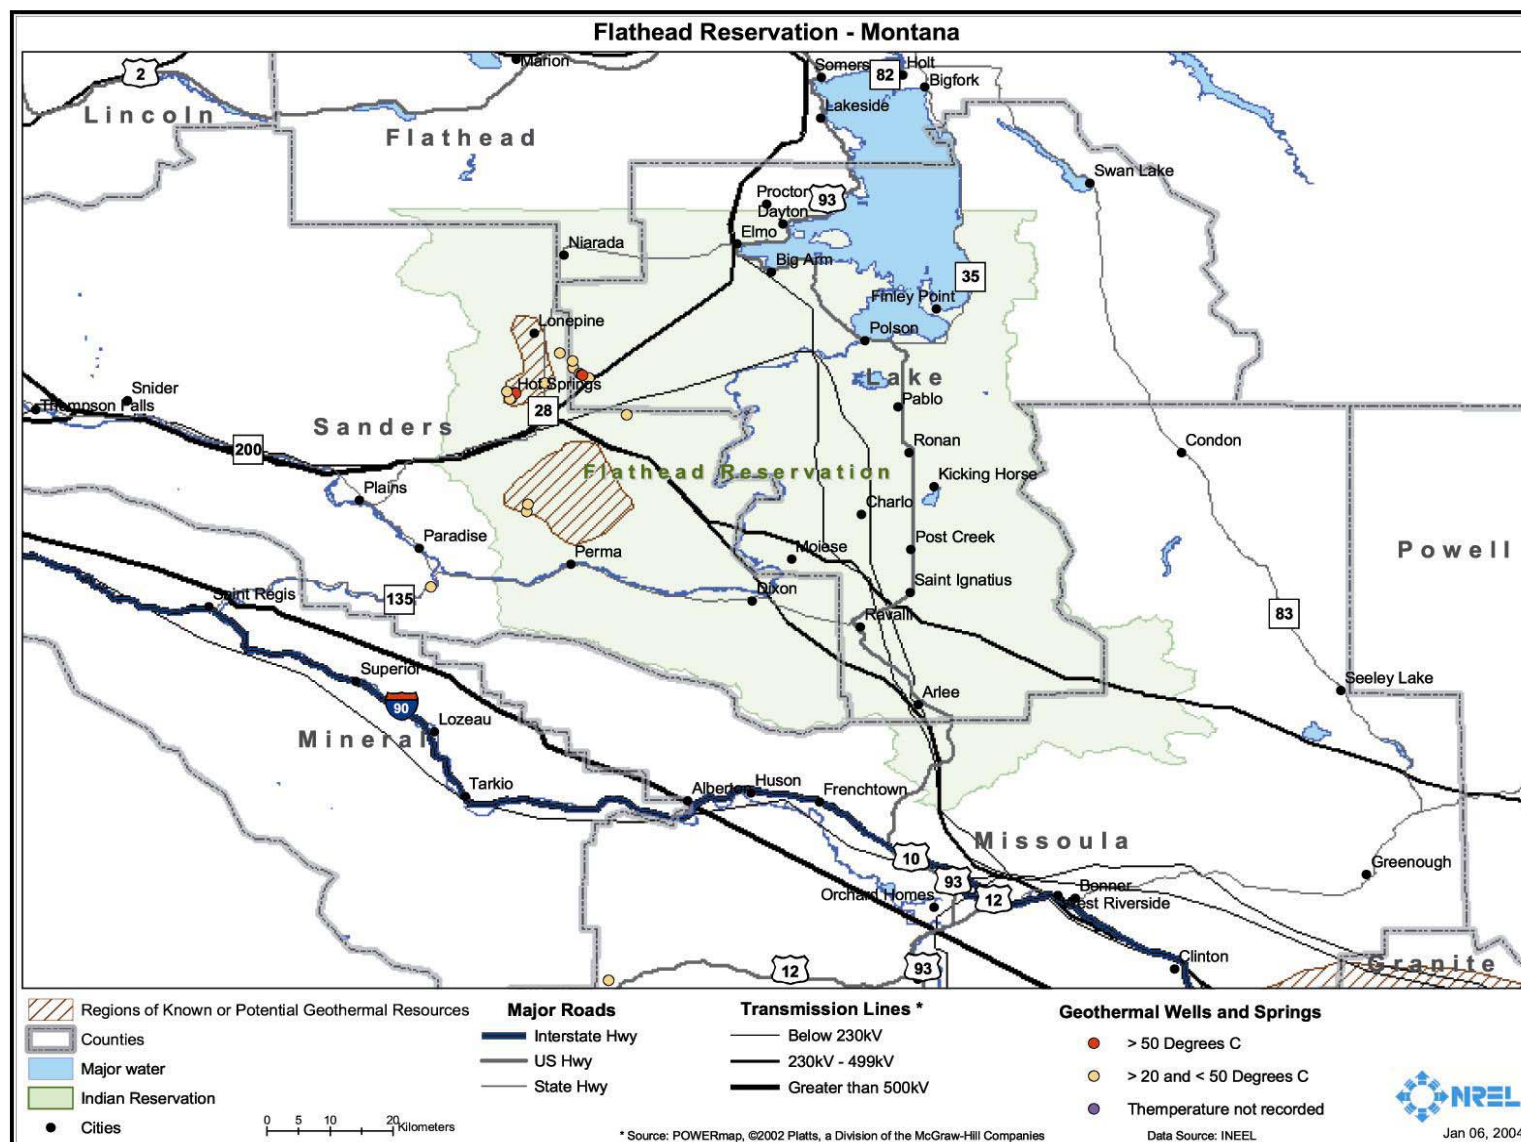 Flathead Reservation - Montana
Marion
Somers
82
Holt
Bigfork
2
Lincoln
Lakeside
Flathead
Swan Lake
Proctor
93
Dayton
Elmo
Niarada
Big Arm
35
Finley Point
Lonepine
Polson
Hot Springs
Lake
Snider
Thompson Falls
28
Pablo
Sanders
200
Ronan
Condon
Flathead Reservation
Kicking Horse
Plains
Charlo
Paradise
Post Creek
Moiese
Powell
Perma
Saint Ignatius
135
Dixon
Saint Regis
83
Ravalli
Superior
Seeley Lake
Arlee
90
Lozeau
Mineral
Tarkio
Alberton
Huson
Frenchtown
Missoula
10
Greenough
93
12
Bonner
Orchard Homes
West Riverside
Clinton
12
93
Granite
Regions of Known or Potential Geothermal Resources
Counties
Major water
Indian Reservation
Cities
0 5 10 20 Kilometers
Major Roads
Interstate Hwy
US Hwy
State Hwy
Transmission Lines *
Below 230kV
230kV - 499kV
Greater than 500kV
* Source: POWERmap, ©2002 Platts, a Division of the McGraw-Hill Companies
Geothermal Wells and Springs
> 50 Degrees C
> 20 and < 50 Degrees C
Themperature not recorded
Data Source: INEEL
NREL
Jan 06, 2004